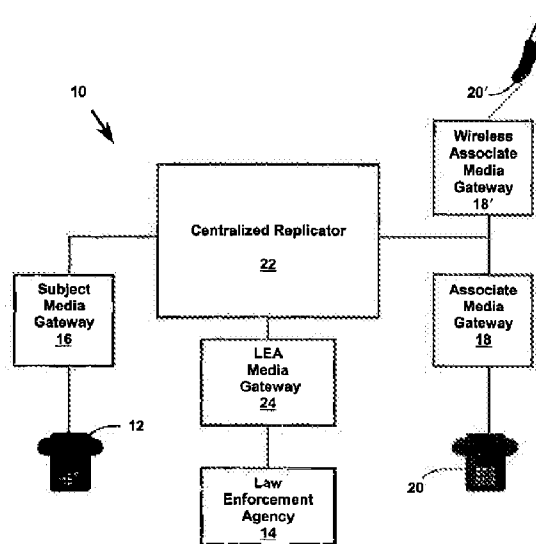 20'
10
Wireless
Associate
Media
Gateway
18'
Centralized Replicator
22
Subject
Media
Gateway
16
Associate
Media
Gateway
18
LEA
Media
Gateway
24
12
20
Law
Enforcement
Agency
14